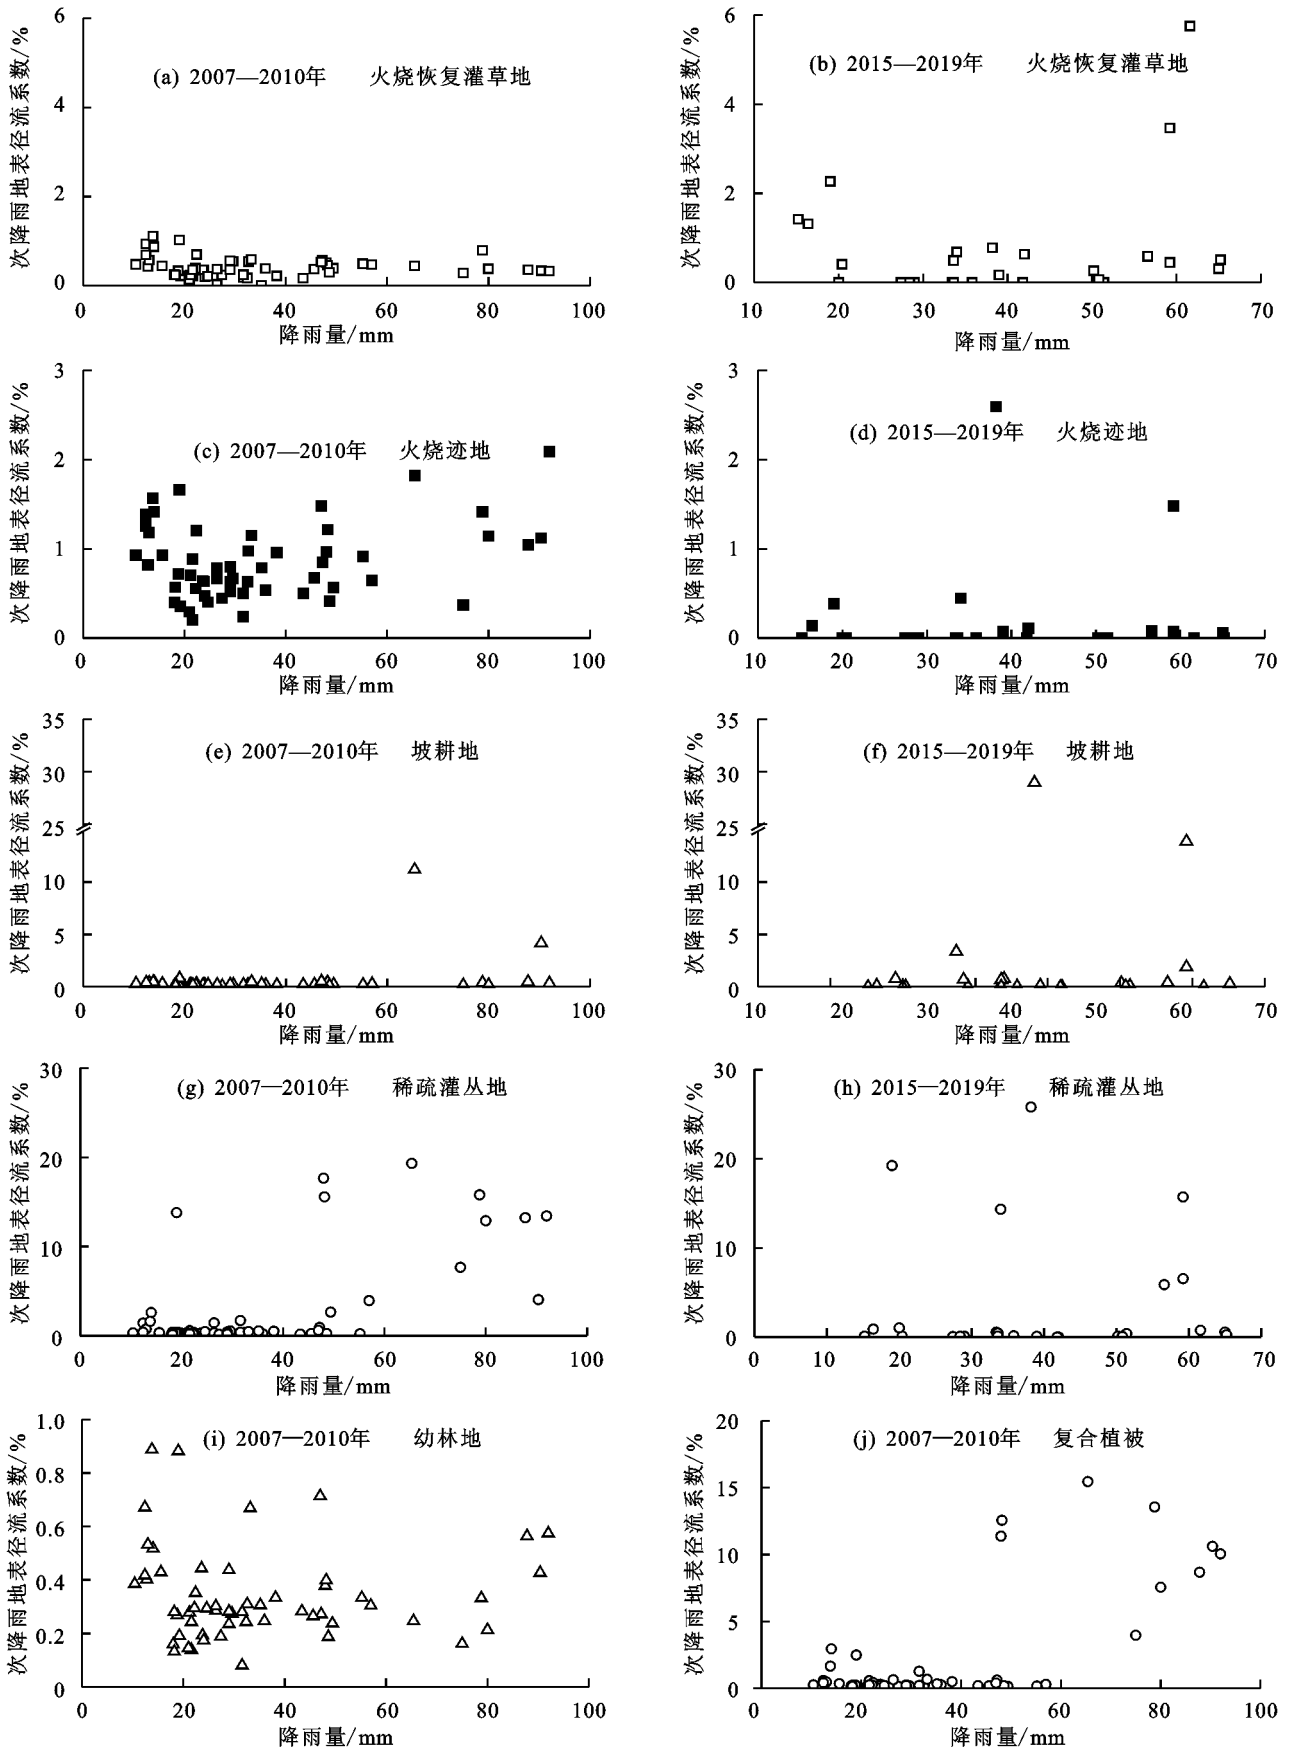 次降雨地表径流系数/%
6
4
2
0
(a) 2007—2010年 火烧恢复灌草地
0 20 40 60 80 100
降雨量/mm
次降雨地表径流系数/%
6
4
2
0
(b) 2015—2019年 火烧恢复灌草地
10 20 30 40 50 60 70
降雨量/mm
次降雨地表径流系数/%
3
2
1
0
(c) 2007—2010年 火烧迹地
0 20 40 60 80 100
降雨量/mm
次降雨地表径流系数/%
3
2
1
0
(d) 2015—2019年 火烧迹地
10 20 30 40 50 60 70
降雨量/mm
次降雨地表径流系数/%
35
30
25
10
5
0
(e) 2007—2010年 坡耕地
0 20 40 60 80 100
降雨量/mm
次降雨地表径流系数/%
35
30
25
10
5
0
(f) 2015—2019年 坡耕地
10 20 30 40 50 60 70
降雨量/mm
次降雨地表径流系数/%
30
20
10
0
(g) 2007—2010年 稀疏灌丛地
0 20 40 60 80 100
降雨量/mm
次降雨地表径流系数/%
30
20
10
0
(h) 2015—2019年 稀疏灌丛地
0 10 20 30 40 50 60 70
降雨量/mm
次降雨地表径流系数/%
1.0
0.8
0.6
0.4
0.2
0
(i) 2007—2010年 幼林地
0 20 40 60 80 100
降雨量/mm
次降雨地表径流系数/%
20
15
10
5
0
(j) 2007—2010年 复合植被
0 20 40 60 80 100
降雨量/mm